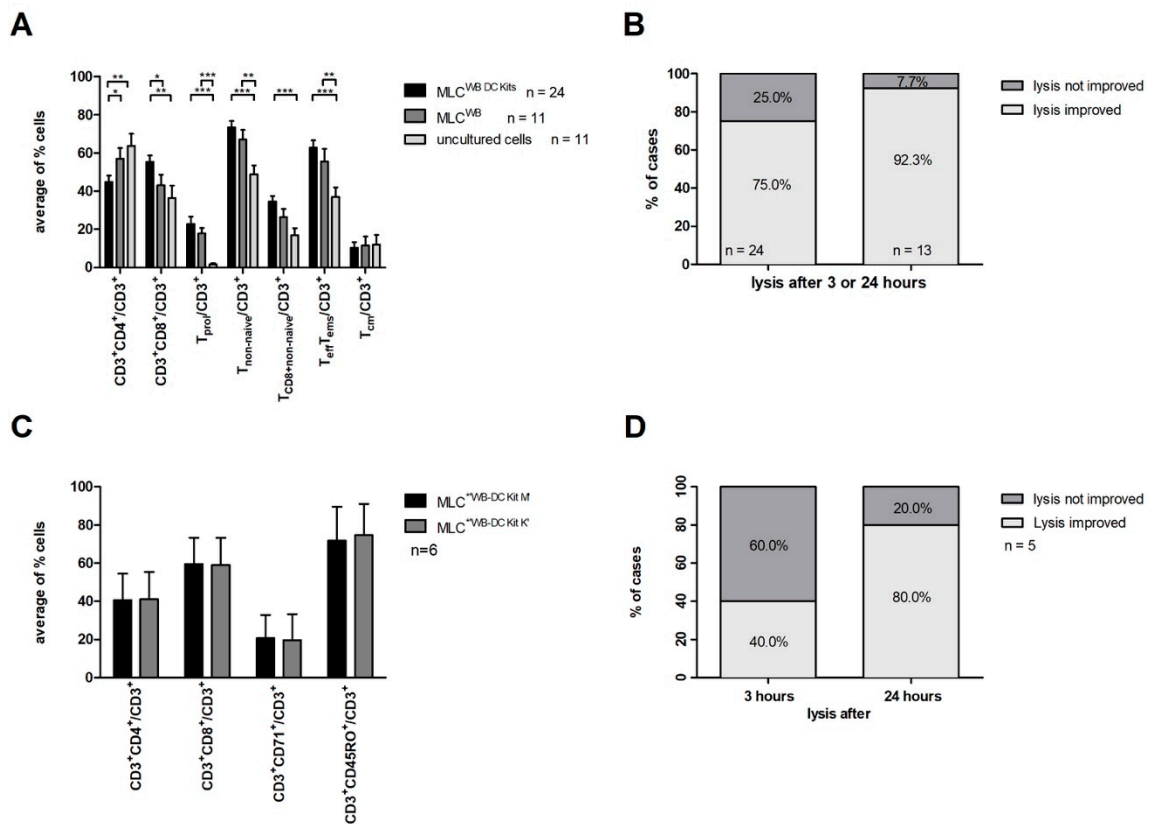 A
average of % cells
100
80
60
40
20
0
** * *** ** **
* ** *** *** *** ***
MLC^WB DC Kits n = 24
MLC^WB n = 11
uncultured cells n = 11
CD3+CD4+/CD3+
CD3+CD8+/CD3+
Tprol/CD3+
Tnon-naive/CD3+
TCD8+non-naive/CD3+
TeffTems/CD3+
Tcm/CD3+
B
% of cases
100
80
60
40
20
0
25.0%
75.0%
n = 24
7.7%
92.3%
n = 13
lysis after 3 or 24 hours
lysis not improved
lysis improved
C
average of % cells
100
80
60
40
20
0
MLC^"WB-DC Kit M'
MLC^"WB-DC Kit K'
n=6
CD3+CD4+/CD3+
CD3+CD8+/CD3+
CD3+CD71+/CD3+
CD3+CD45RO+/CD3+
D
% of cases
100
80
60
40
20
0
60.0%
40.0%
20.0%
80.0%
3 hours 24 hours
lysis after
lysis not improved
Lysis improved
n = 5